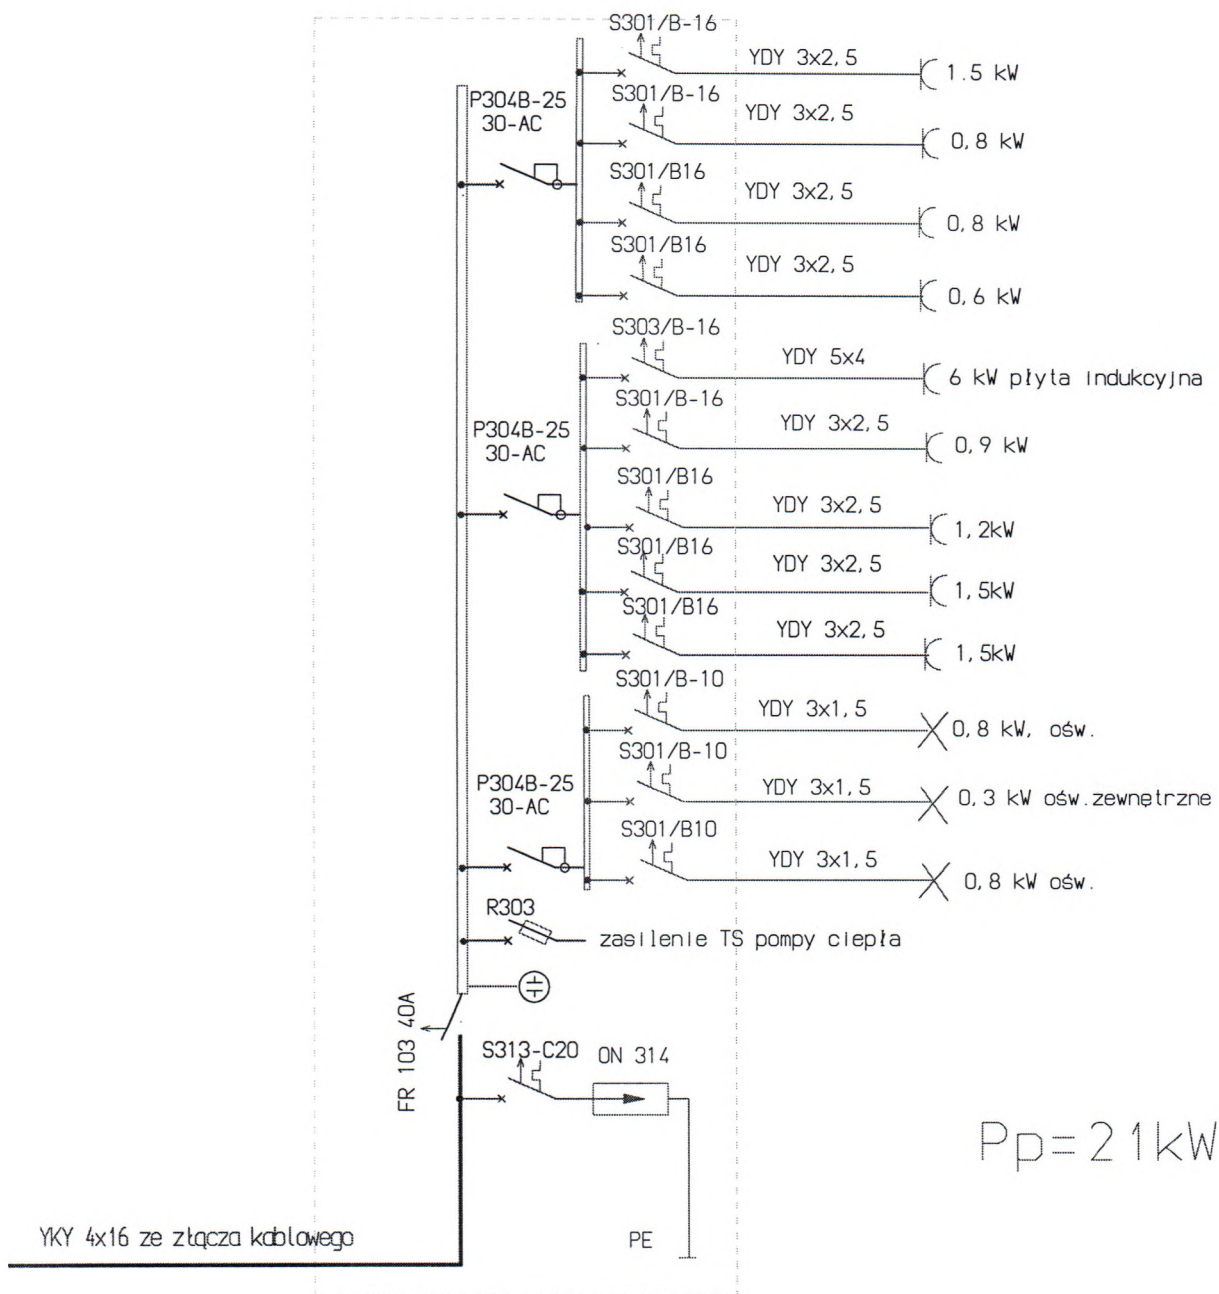 S301/B-16
YDY 3x2,5
1.5 kW
P304B-25
30-AC
S301/B-16
YDY 3x2,5
0,8 kW
S301/B16
YDY 3x2,5
0,8 kW
S301/B16
YDY 3x2,5
0,6 kW
S303/B-16
YDY 5x4
6 kW płyta indukcyjna
P304B-25
30-AC
S301/B-16
YDY 3x2,5
0,9 kW
S301/B16
YDY 3x2,5
1,2kW
S301/B16
YDY 3x2,5
1,5kW
S301/B16
YDY 3x2,5
1,5kW
S301/B-10
YDY 3x1,5
0,8 kW, ośw.
P304B-25
30-AC
S301/B-10
YDY 3x1,5
0,3 kW ośw.zewnętrzne
S301/B10
YDY 3x1,5
0,8 kW ośw.
R303
zasilenie TS pompy ciepła
FR 103 40A
S313-C20
ON 314
Pp=21kW
YKY 4x16 ze złącza kablowego
PE